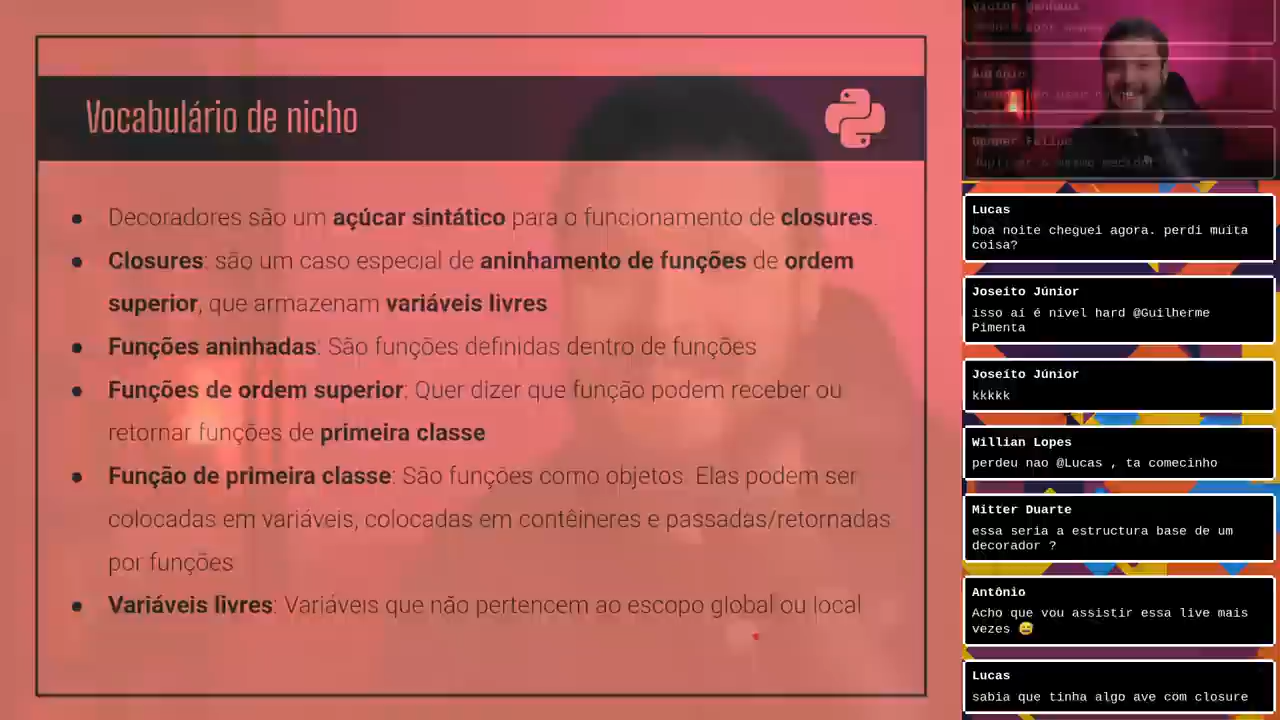 Vocabulário de nicho
● Decoradores são um açúcar sintático para o funcionamento de closures.
● Closures: são um caso especial de aninhamento de funções de ordem
superior, que armazenam variáveis livres
● Funções aninhadas: São funções definidas dentro de funções
● Funções de ordem superior: Quer dizer que função podem receber ou
retornar funções de primeira classe
● Função de primeira classe: São funções como objetos. Elas podem ser
colocadas em variáveis, colocadas em contêineres e passadas/retornadas
por funções
● Variáveis livres: Variáveis que não pertencem ao escopo global ou local
Antônio
Lucas
boa noite cheguei agora. perdi muita
coisa?
Joseíto Júnior
isso aí é nível hard @Guilherme
Pimenta
Joseíto Júnior
kkkkk
Willian Lopes
perdeu nao @Lucas , ta comecinho
Mitter Duarte
essa seria a estructura base de um
decorador ?
Antônio
Acho que vou assistir essa live mais
vezes 😅
Lucas
sabia que tinha algo ave com closure